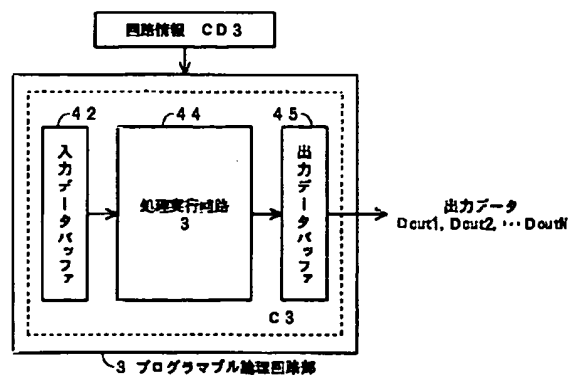 回路情報 CD3
42
44
45
入力データバッファ
処理実行回路
3
出力データバッファ
出力データ
Dout1, Dout2, … DoutN
C3
3 プログラマブル論理回路部